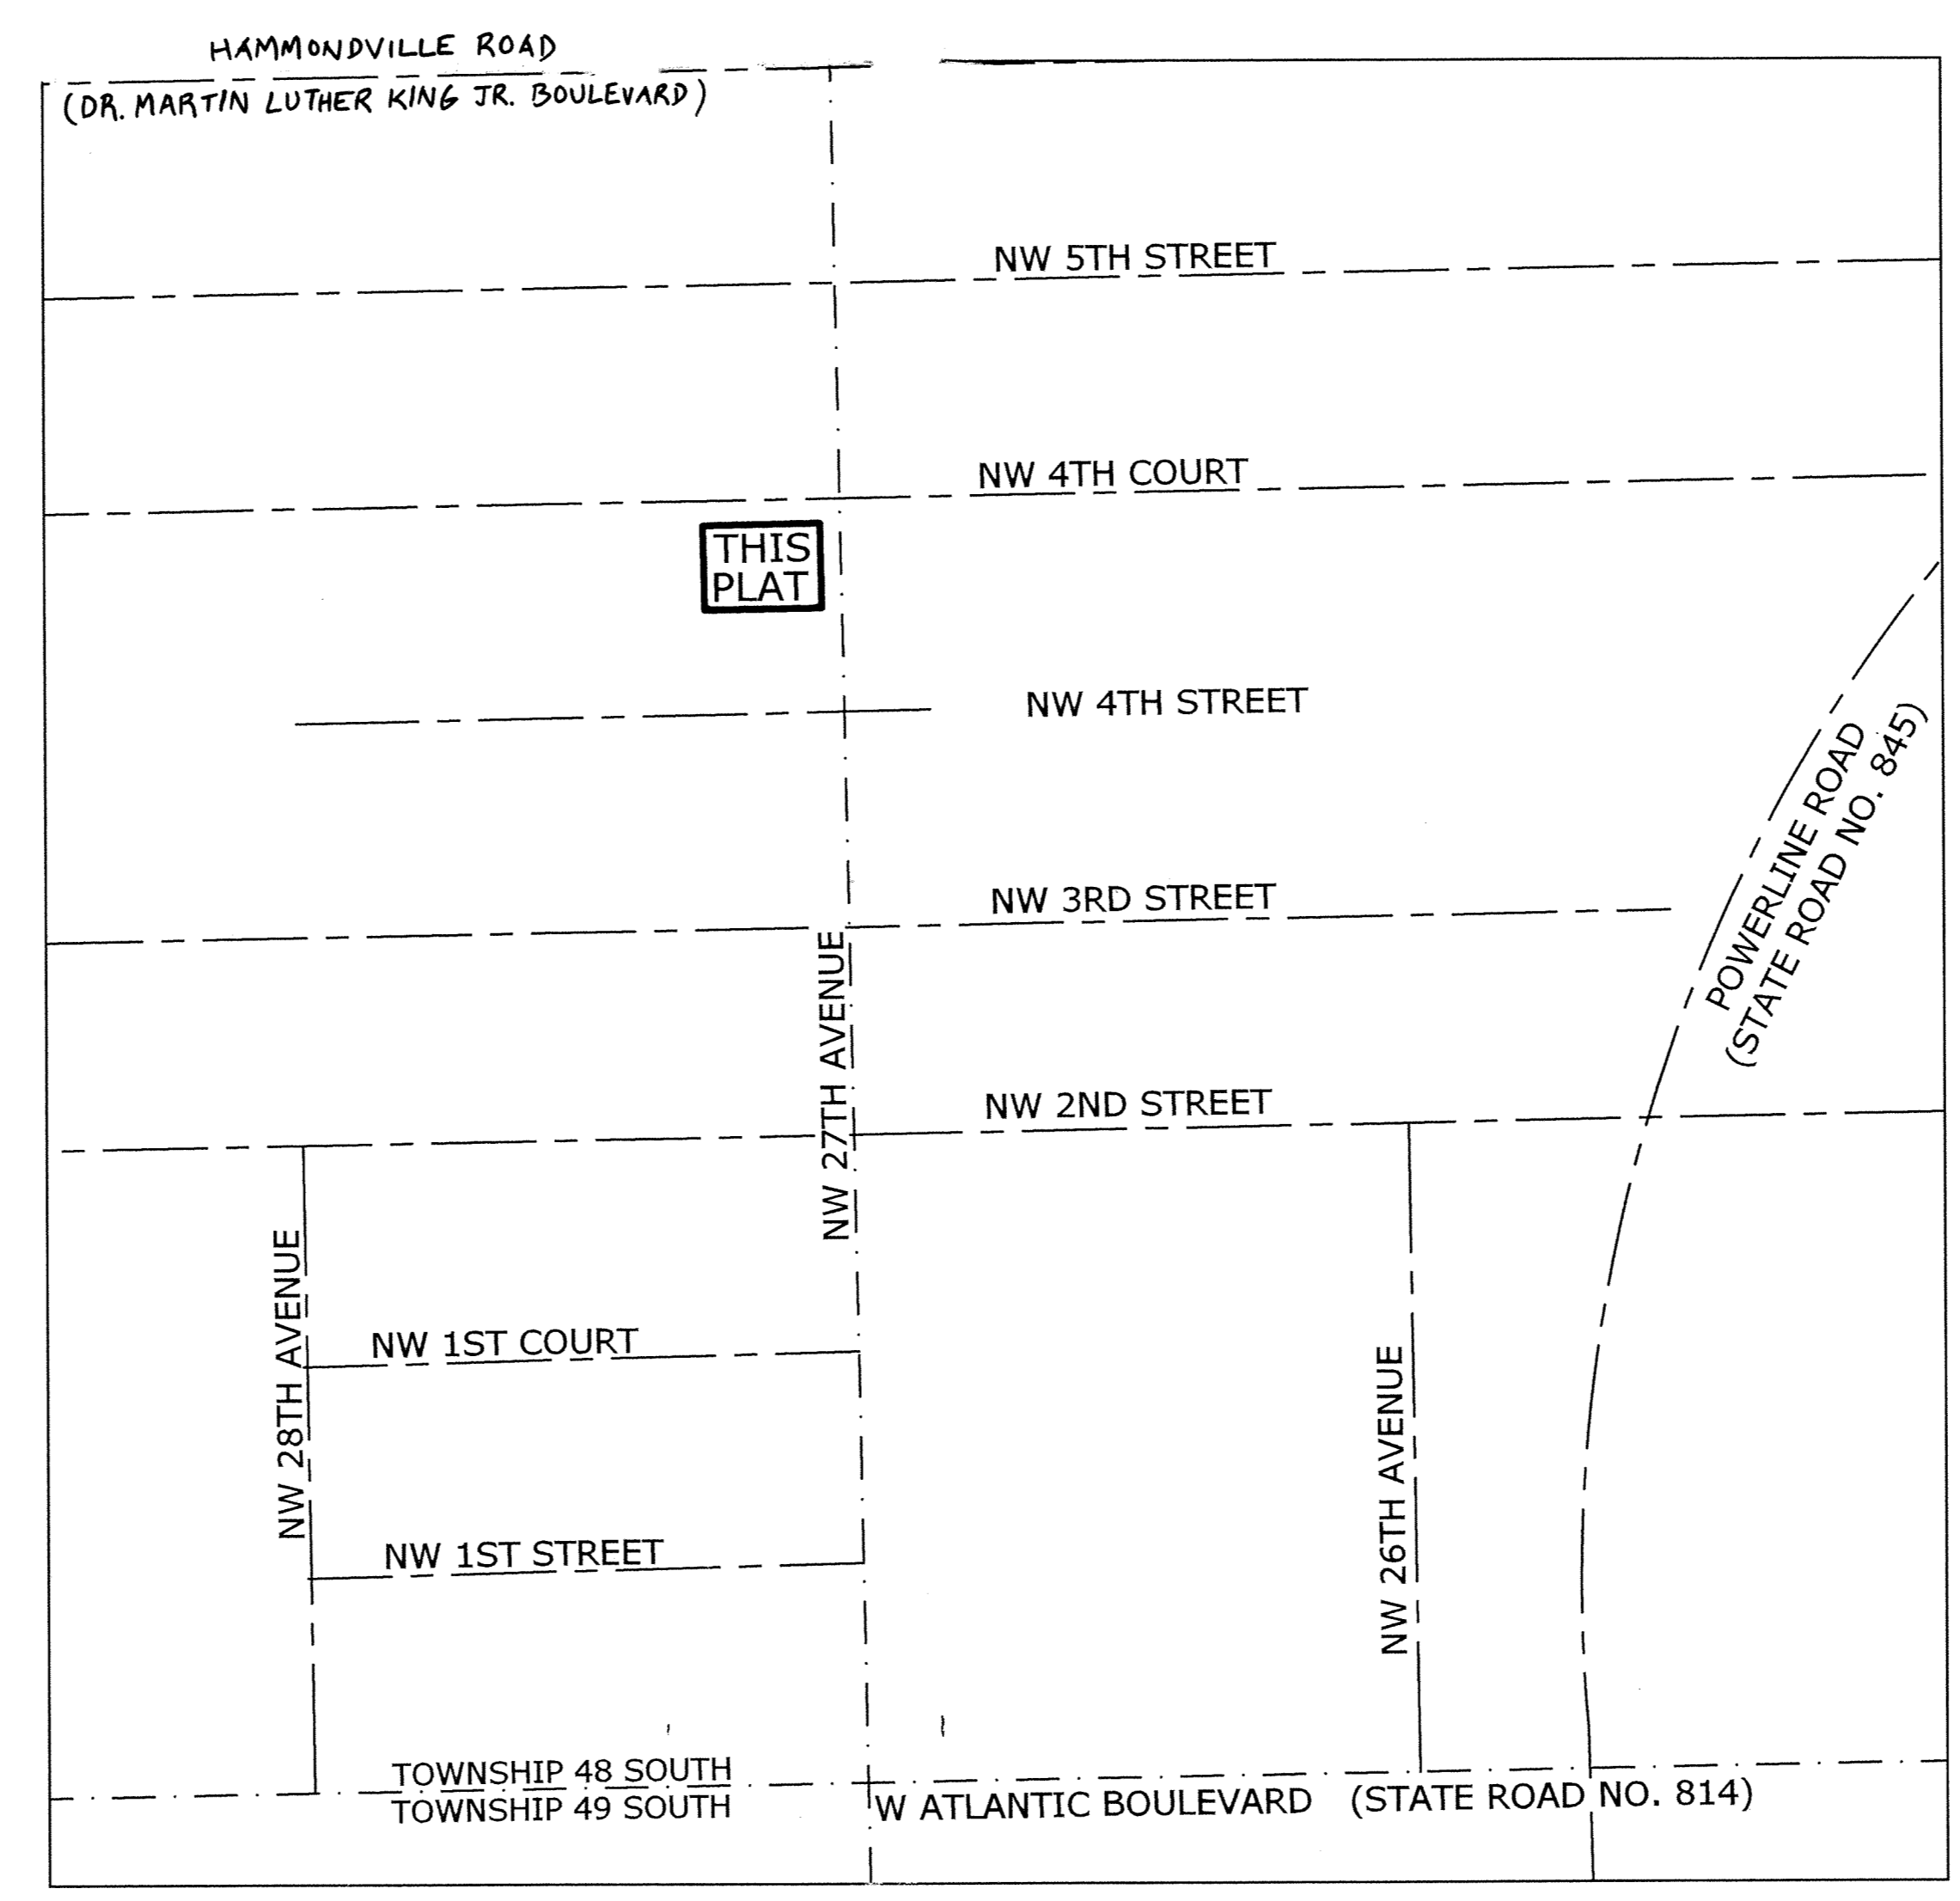 HAMMONDVILLE ROAD
(DR. MARTIN LUTHER KING JR. BOULEVARD)
NW 5TH STREET
NW 4TH COURT
THIS
PLAT
NW 4TH STREET
POWERLINE ROAD
(STATE ROAD NO. 845)
NW 3RD STREET
NW 27TH AVENUE
NW 2ND STREET
NW 28TH AVENUE
NW 1ST COURT
NW 26TH AVENUE
NW 1ST STREET
TOWNSHIP 48 SOUTH
TOWNSHIP 49 SOUTH
W ATLANTIC BOULEVARD (STATE ROAD NO. 814)